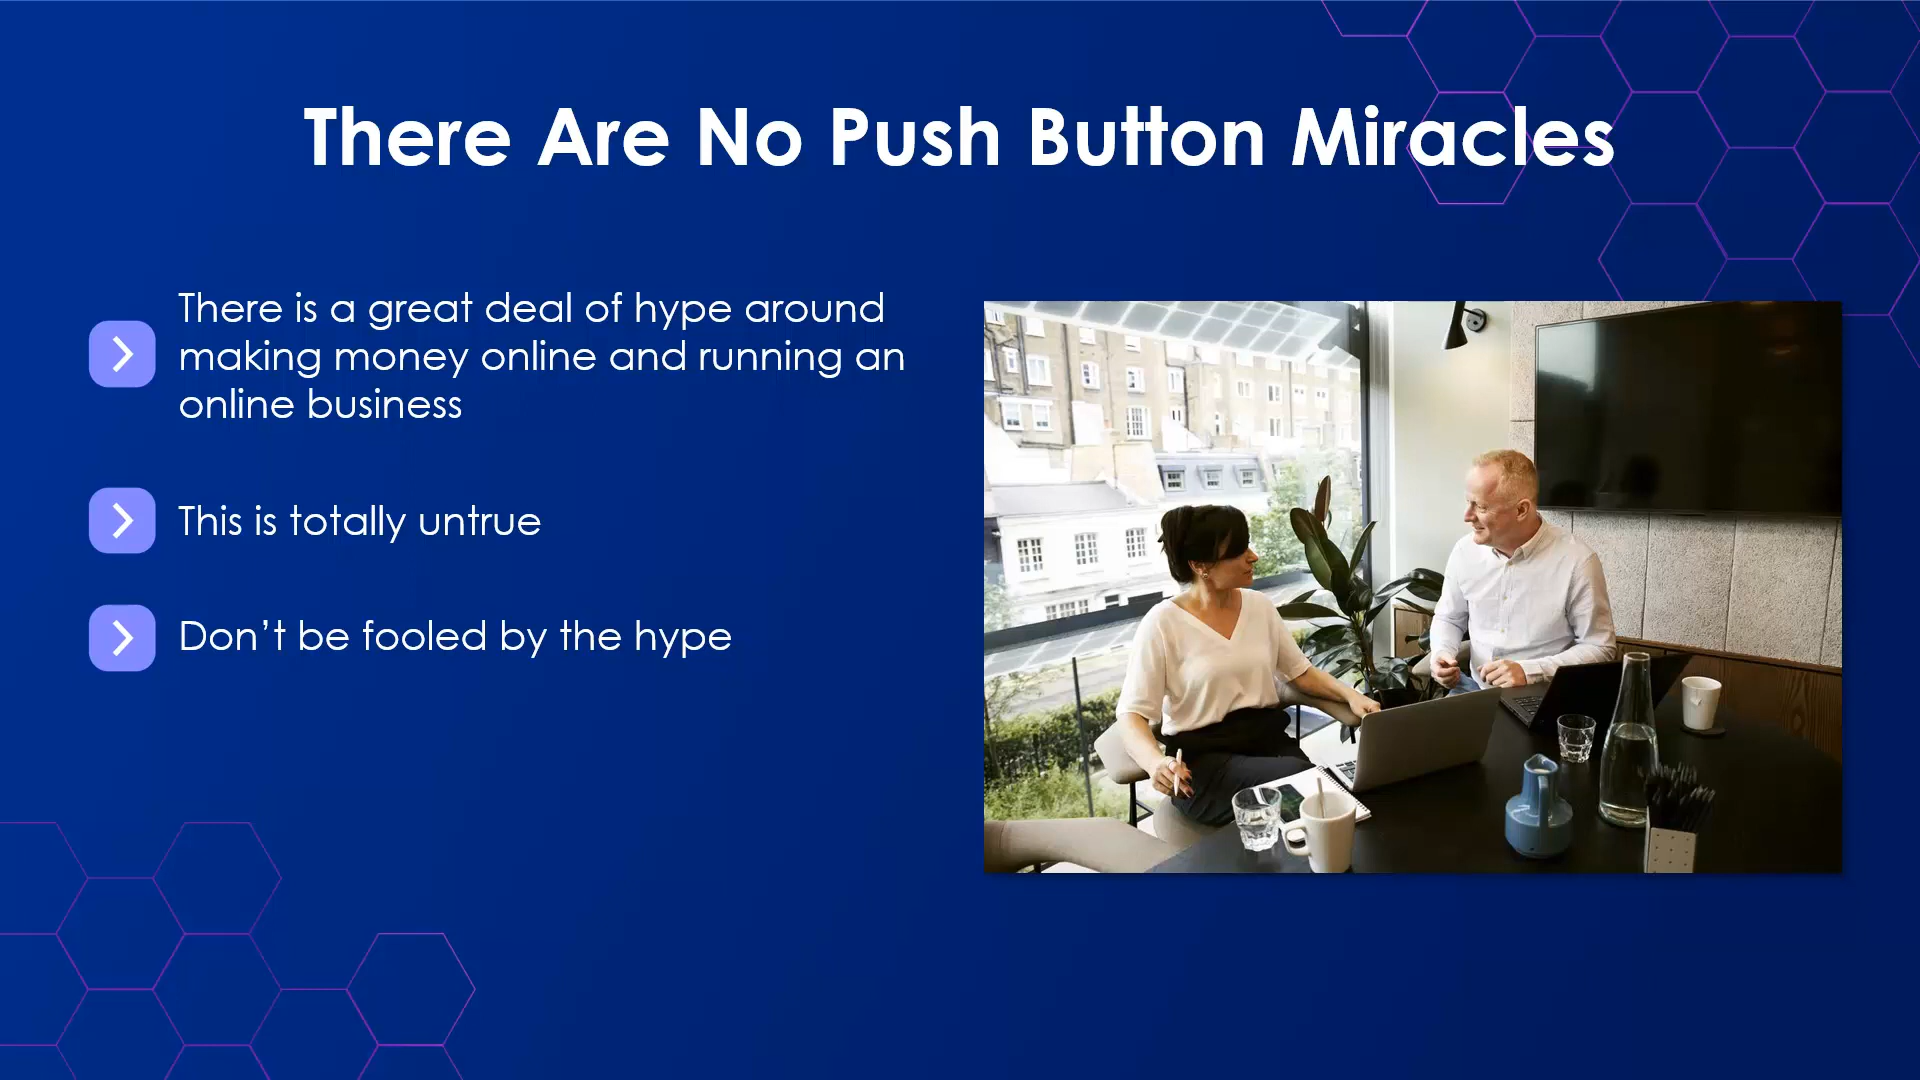 There Are No Push Button Miracles
There is a great deal of hype around
making money online and running an
online business
This is totally untrue
Don’t be fooled by the hype